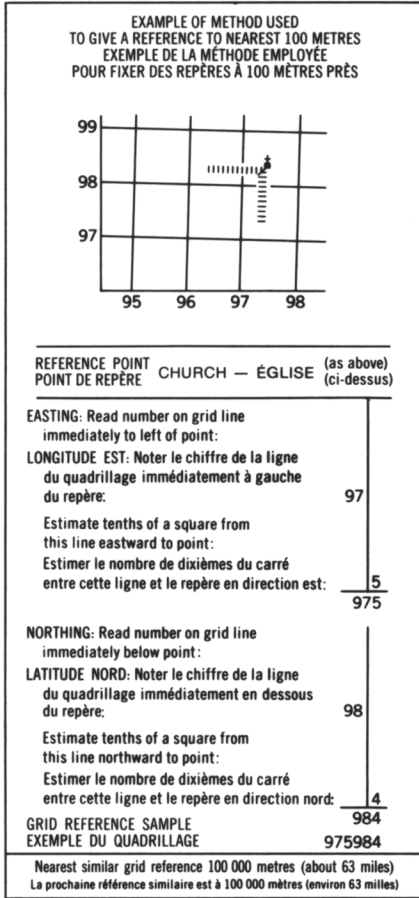 EXAMPLE OF METHOD USED
TO GIVE A REFERENCE TO NEAREST 100 METRES
EXEMPLE DE LA MÉTHODE EMPLOYÉE
POUR FIXER DES REPÈRES À 100 MÈTRES PRÈS
99
98
97
95 96 97 98
REFERENCE POINT
POINT DE REPÈRE
CHURCH — ÉGLISE
(as above)
(ci-dessus)
EASTING: Read number on grid line
immediately to left of point:
LONGITUDE EST: Noter le chiffre de la ligne
du quadrillage immédiatement à gauche
du repère: 97
Estimate tenths of a square from
this line eastward to point:
Estimer le nombre de dixièmes du carré
entre cette ligne et le repère en direction est: 5
975
NORTHING: Read number on grid line
immediately below point:
LATITUDE NORD: Noter le chiffre de la ligne
du quadrillage immédiatement en dessous
du repère: 98
Estimate tenths of a square from
this line northward to point:
Estimer le nombre de dixièmes du carré
entre cette ligne et le repère en direction nord: 4
984
GRID REFERENCE SAMPLE
EXEMPLE DU QUADRILLAGE 975984
Nearest similar grid reference 100 000 metres (about 63 miles)
La prochaine référence similaire est à 100 000 mètres (environ 63 milles)